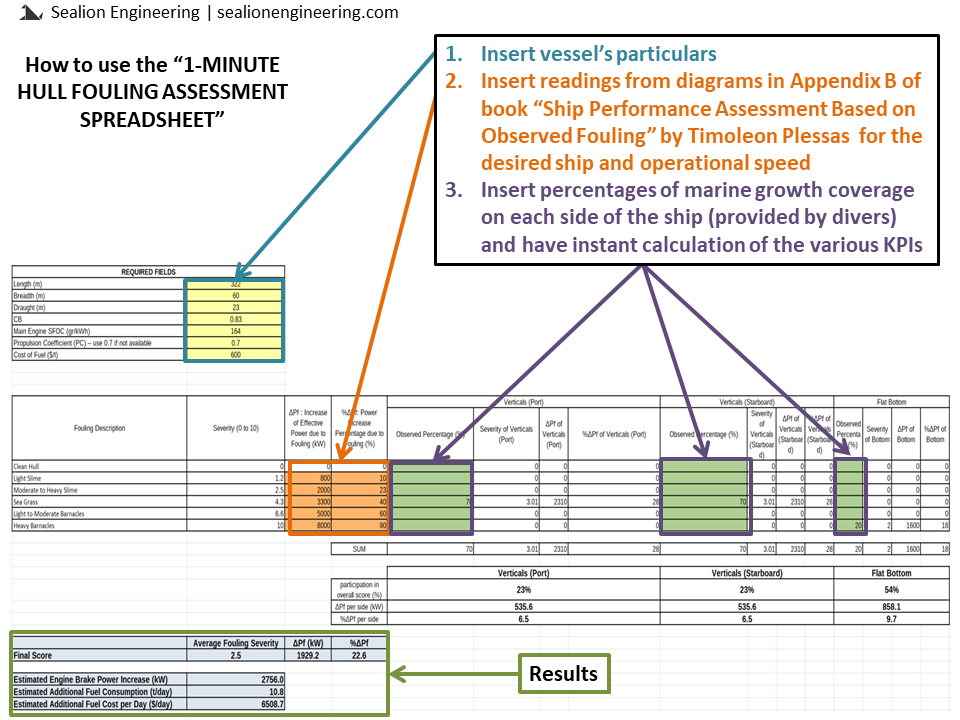 Sealion Engineering | sealionengineering.com
How to use the “1-MINUTE
HULL FOULING ASSESSMENT
SPREADSHEET”
1. Insert vessel’s particulars
2. Insert readings from diagrams in Appendix B of
book “Ship Performance Assessment Based on
Observed Fouling” by Timoleon Plessas for the
desired ship and operational speed
3. Insert percentages of marine growth coverage
on each side of the ship (provided by divers)
and have instant calculation of the various KPIs
REQUIRED FIELDS
Length (m) 322
Breadth (m) 60
Draught (m) 23
CB 0.83
Main Engine SFOC (gr/kWh) 164
Propulsion Coefficient (PC) – use 0.7 if not available 0.7
Cost of Fuel ($/t) 600
Verticals (Port) Verticals (Starboard) Flat Bottom
Fouling Description
Severity (0 to 10)
ΔPf : Increase
of Effective
Power due to
Fouling (kW)
Power
Increase
Percentage due to
Fouling (%)
Observed Percentage
Severity of Verticals
(Port)
ΔPf of
Verticals
(Port)
%ΔPf of Verticals (Port)
Observed Percentage (%)
Severity
of
Verticals
(Starboar
d)
ΔPf of
Verticals
(Starboar
d)
%ΔPf of
Verticals
(Starboar
d)
Observed
Percenta
(%)
Severity
of Bottom
ΔPf of
Bottom
%ΔPf of
Bottom
Clean Hull 0 0 0 0 0 0 0 0 0 0 0 0
Light Slime 1.2 800 10 0 0 0 0 0 0 0 0 0
Moderate to Heavy Slime 2.5 2000 23 0 0 0 0 0 0 0 0 0
Sea Grass 4.3 3300 40 70 3.01 2310 28 70 3.01 2310 28 0 0 0
Light to Moderate Barnacles 6.6 5000 60 0 0 0 0 0 0 0 0 0
Heavy Barnacles 10 8000 90 0 0 0 0 0 0 20 2 1600 18
SUM 70 3.01 2310 28 70 3.01 2310 28 20 2 1600 18
Verticals (Port) Verticals (Starboard) Flat Bottom
participation in
overall score (%) 23% 23% 54%
ΔPf per side (kW) 535.6 535.6 858.1
%ΔPf per side 6.5 6.5 9.7
Average Fouling Severity ΔPf (kW) %ΔPf
Final Score 2.5 1929.2 22.6
Estimated Engine Brake Power Increase (kW) 2756.0
Estimated Additional Fuel Consumption (t/day) 10.8
Estimated Additional Fuel Cost per Day ($/day) 6508.7
Results